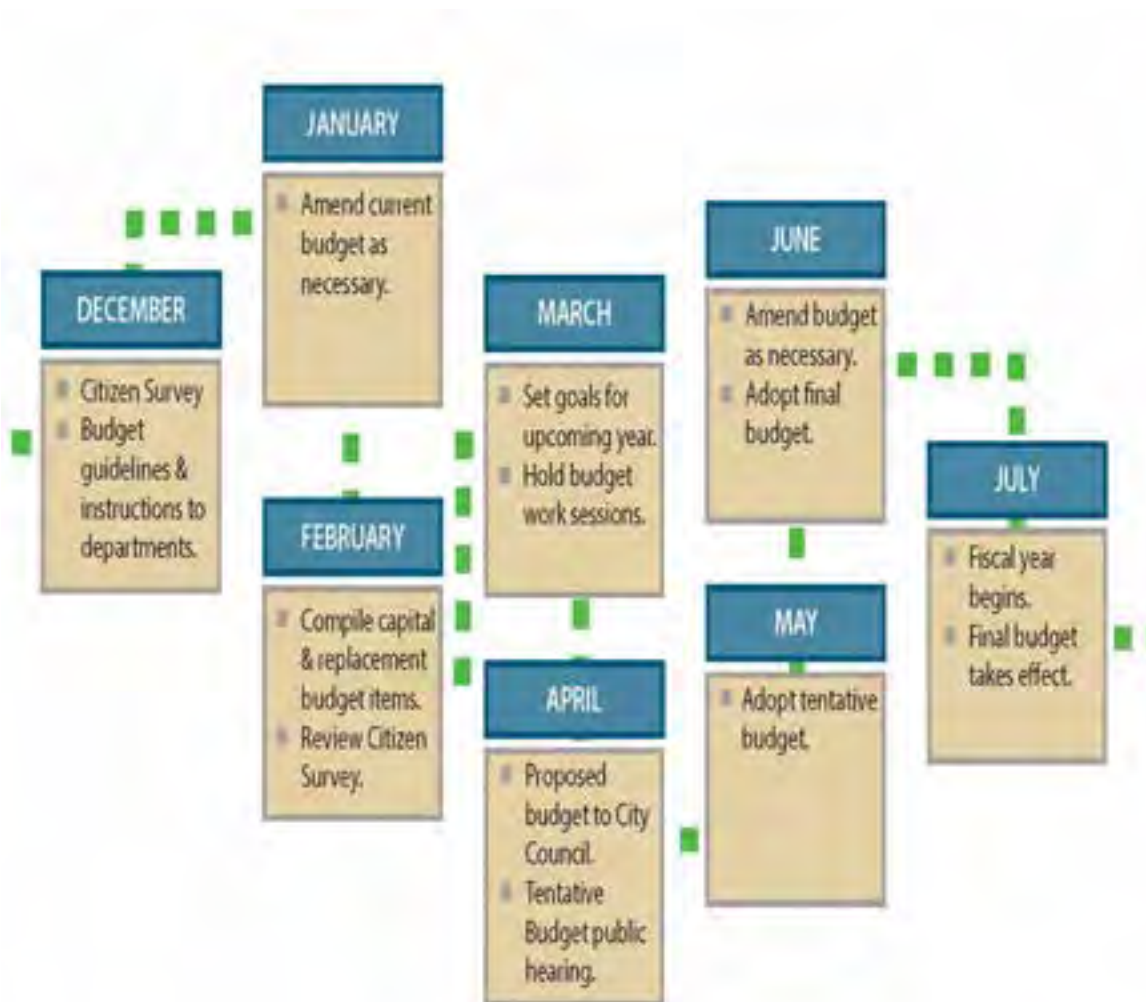 DECEMBER
Citizen Survey
Budget
guidelines &
instructions to
departments.
JANUARY
Amend current
budget as
necessary.
FEBRUARY
Compile capital
& replacement
budget items.
Review Citizen
Survey.
MARCH
Set goals for
upcoming year.
Hold budget
work sessions.
APRIL
Proposed
budget to City
Council.
Tentative
Budget public
hearing.
MAY
Adopt tentative
budget.
JUNE
Amend budget
as necessary.
Adopt final
budget.
JULY
Fiscal year
begins.
Final budget
takes effect.